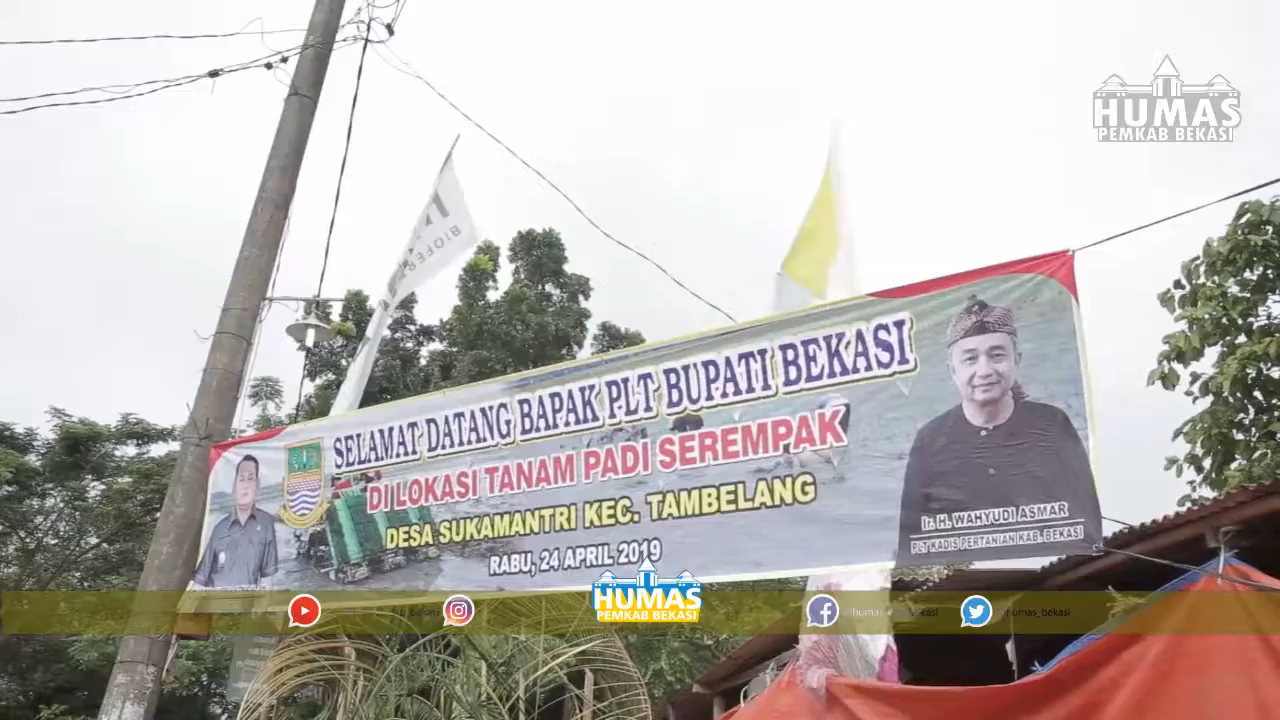 HUMAS
PEMKAB BEKASI
BIOFER
SELAMAT DATANG BAPAK PLT BUPATI BEKASI
DI LOKASI TANAM PADI SEREMPAK
DESA SUKAMANTRI KEC. TAMBELANG
RABU, 24 APRIL 2019
Ir. H. WAHYUDI ASMAR
PLT KADIS PERTANIAN KAB. BEKASI
HUMAS
PEMKAB BEKASI
humas_bekasi